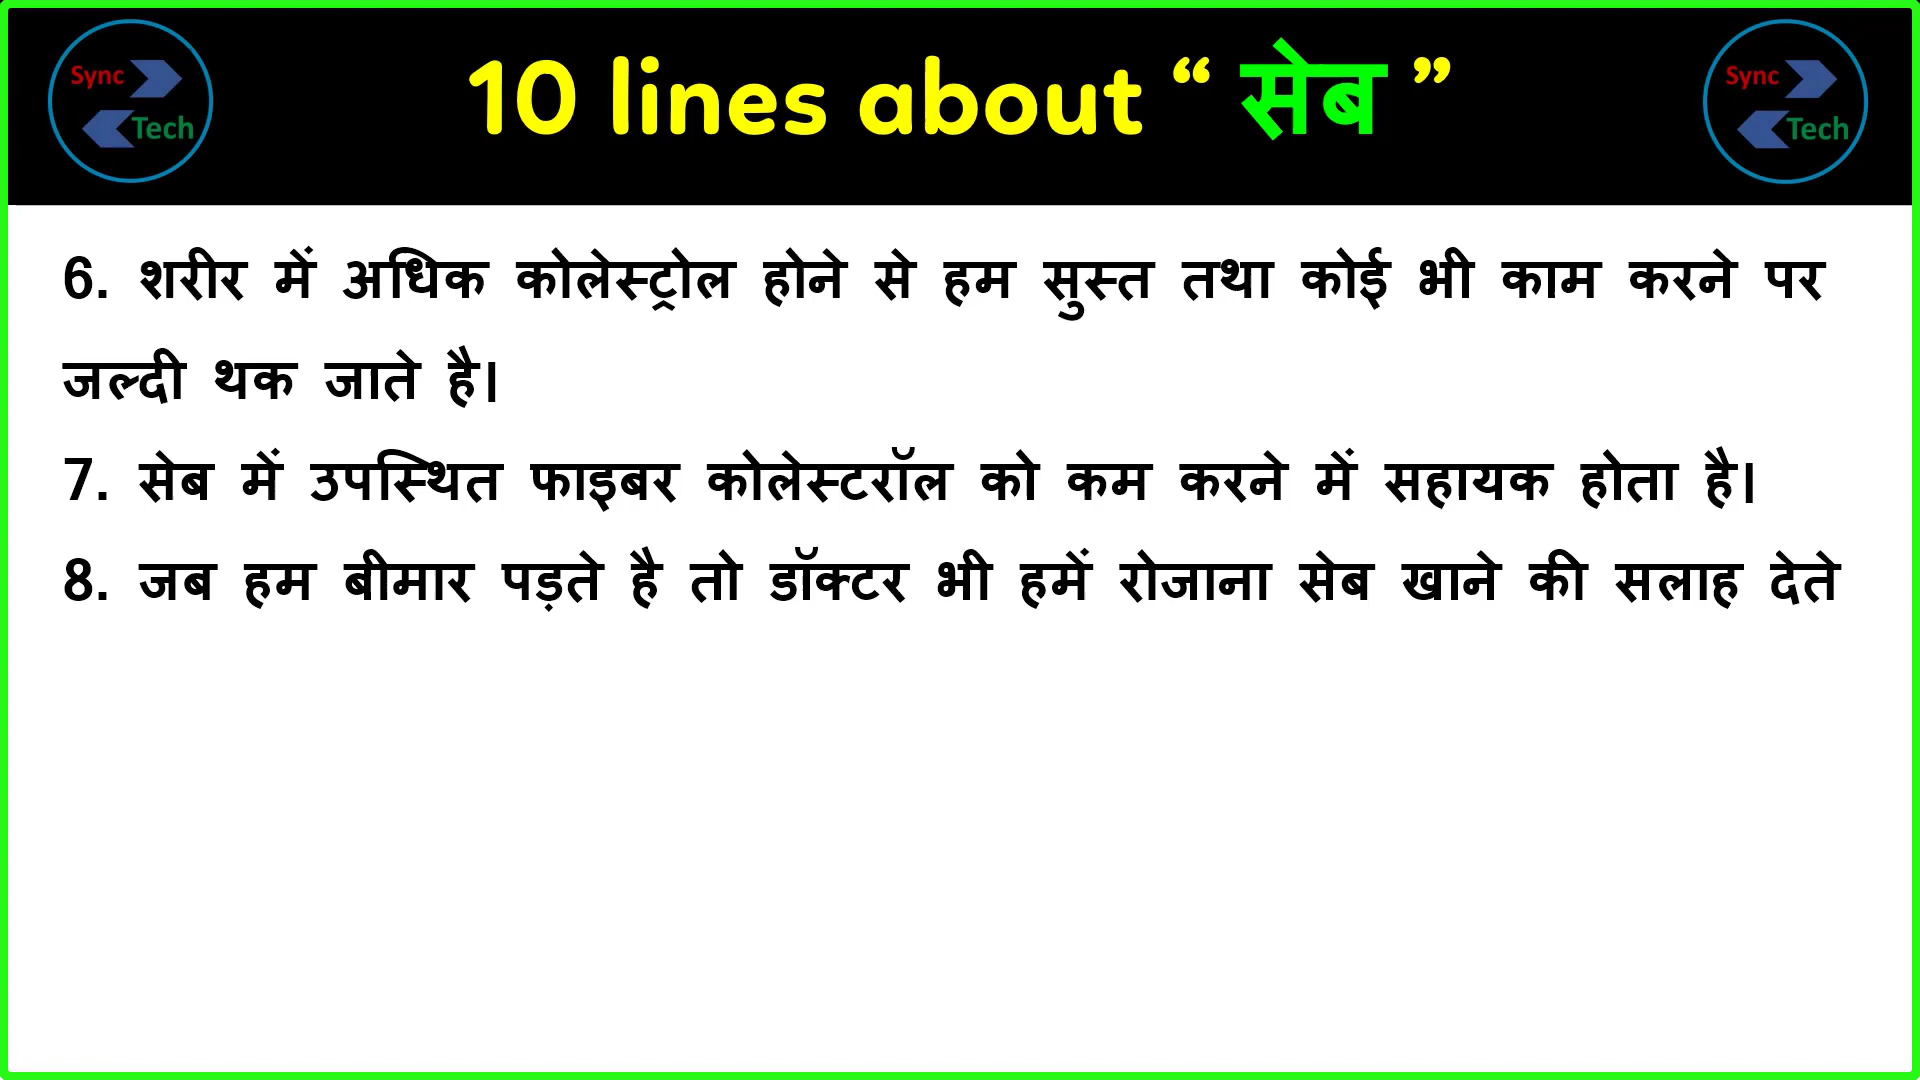 Sync
Tech
10 lines about “ सेब ”
Sync
Tech
6. शरीर में अधिक कोलेस्ट्रोल होने से हम सुस्त तथा कोई भी काम करने पर
जल्दी थक जाते है।
7. सेब में उपस्थित फाइबर कोलेस्टरॉल को कम करने में सहायक होता है।
8. जब हम बीमार पड़ते है तो डॉक्टर भी हमें रोजाना सेब खाने की सलाह देते